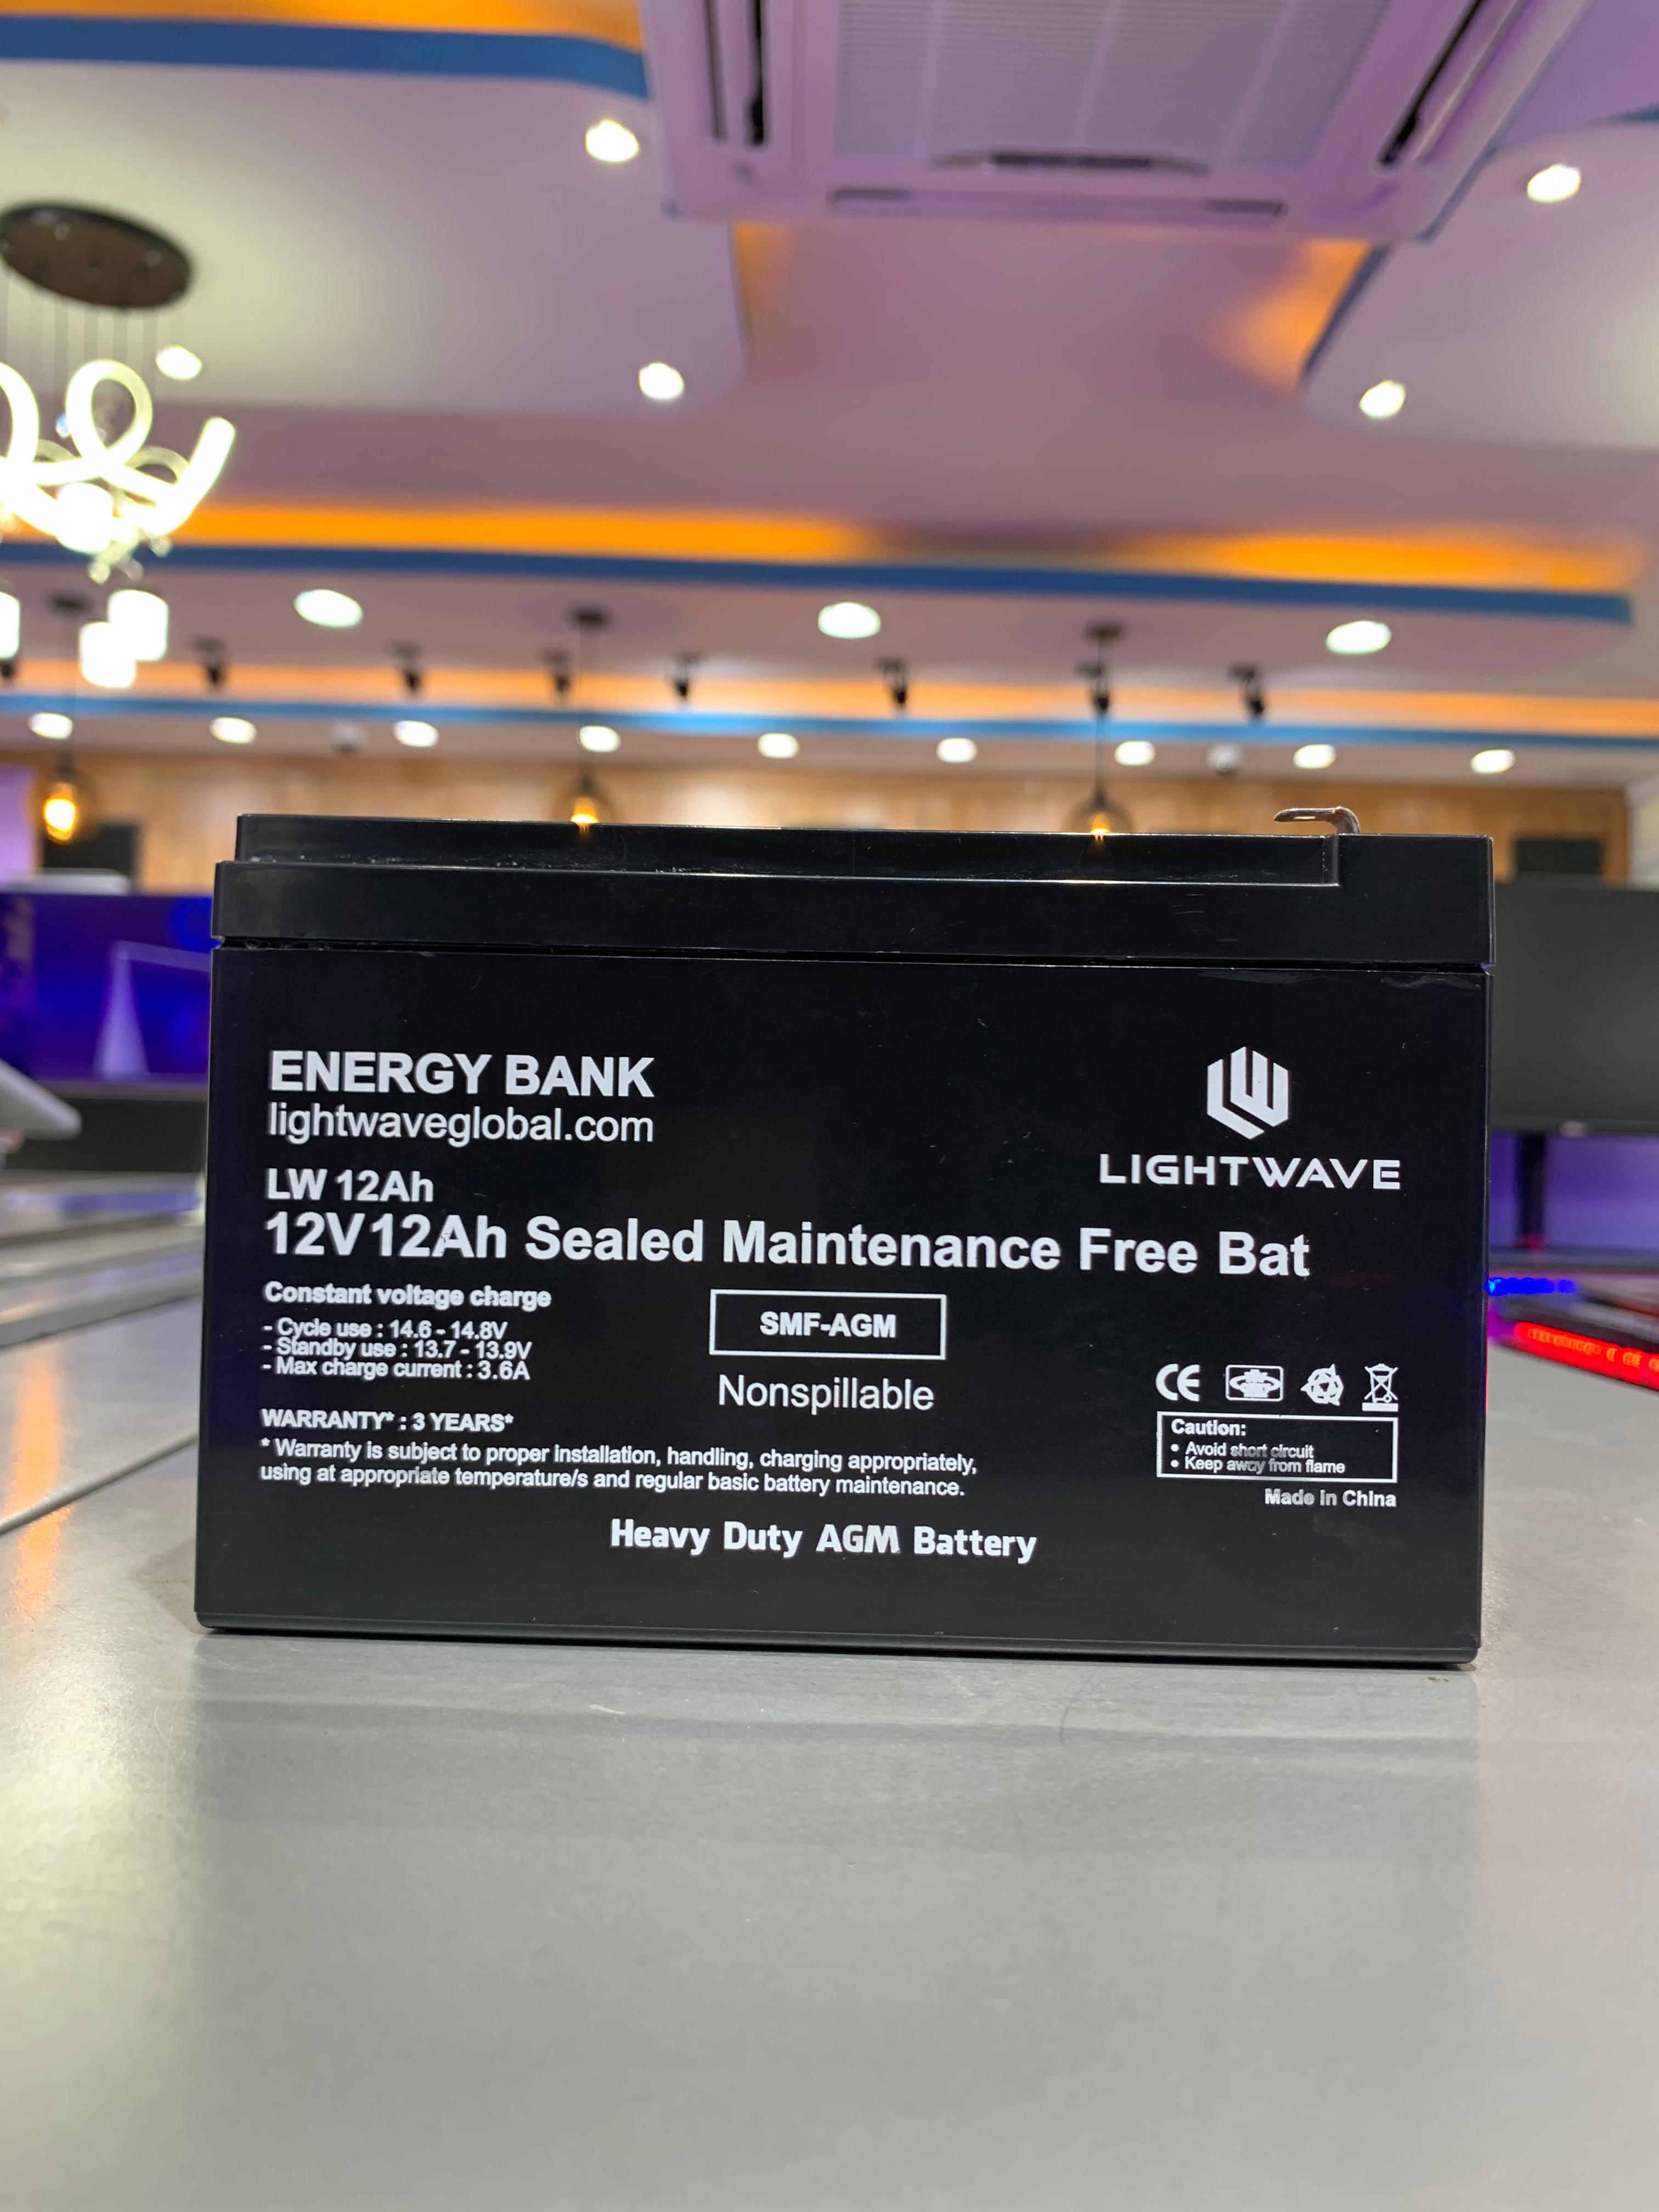 ENERGY BANK
lightwaveglobal.com
LIGHTWAVE
LW 12Ah
12V12Ah Sealed Maintenance Free Bat
Constant voltage charge
- Cycle use : 14.6 - 14.8V
- Standby use : 13.7 - 13.9V
- Max charge current : 3.6A
SMF-AGM
Nonspillable
WARRANTY* : 3 YEARS*
* Warranty is subject to proper installation, handling, charging appropriately,
using at appropriate temperature/s and regular basic battery maintenance.
CE
Caution:
• Avoid short circuit
• Keep away from flame
Made in China
Heavy Duty AGM Battery